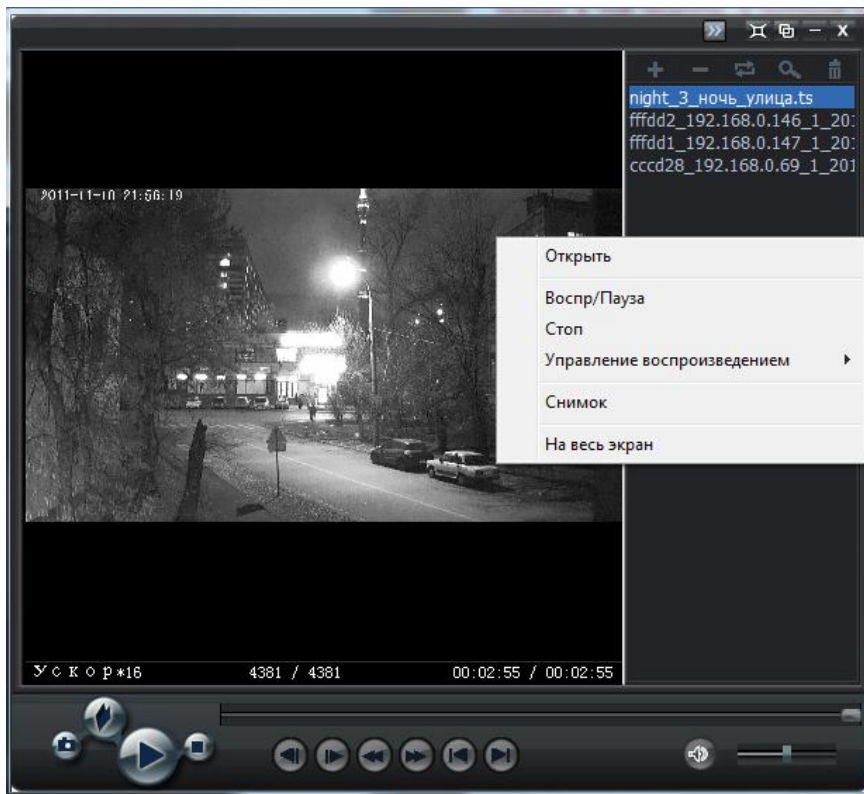 night_3_ночь_улица.ts
fffdd2_192.168.0.146_1_201
fffdd1_192.168.0.147_1_201
cccd28_192.168.0.69_1_201
2011-11-10 21:56:19
Открыть
Воспр/Пауза
Стоп
Управление воспроизведением
Снимок
На весь экран
Ускор*16 4381 / 4381 00:02:55 / 00:02:55